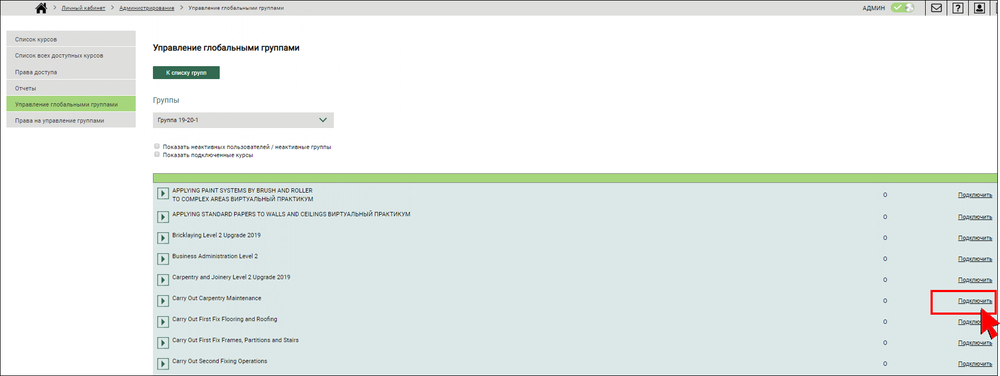 Личный кабинет > Администрирование > Управление глобальными группами
АДМИН
Список курсов
Список всех доступных курсов
Права доступа
Отчеты
Управление глобальными группами
Права на управление группами
Управление глобальными группами
К списку групп
Группы
Группа 19-20-1
Показать неактивных пользователей / неактивные группы
Показать подключенные курсы
APPLYING PAINT SYSTEMS BY BRUSH AND ROLLER
TO COMPLEX AREAS ВИРТУАЛЬНЫЙ ПРАКТИКУМ 0 Подключить
APPLYING STANDARD PAPERS TO WALLS AND CEILINGS ВИРТУАЛЬНЫЙ ПРАКТИКУМ 0 Подключить
Bricklaying Level 2 Upgrade 2019 0 Подключить
Business Administration Level 2 0 Подключить
Carpentry and Joinery Level 2 Upgrade 2019 0 Подключить
Carry Out Carpentry Maintenance 0 Подключить
Carry Out First Fix Flooring and Roofing 0
Carry Out First Fix Frames, Partitions and Stairs 0 Подключить
Carry Out Second Fixing Operations 0 Подключить